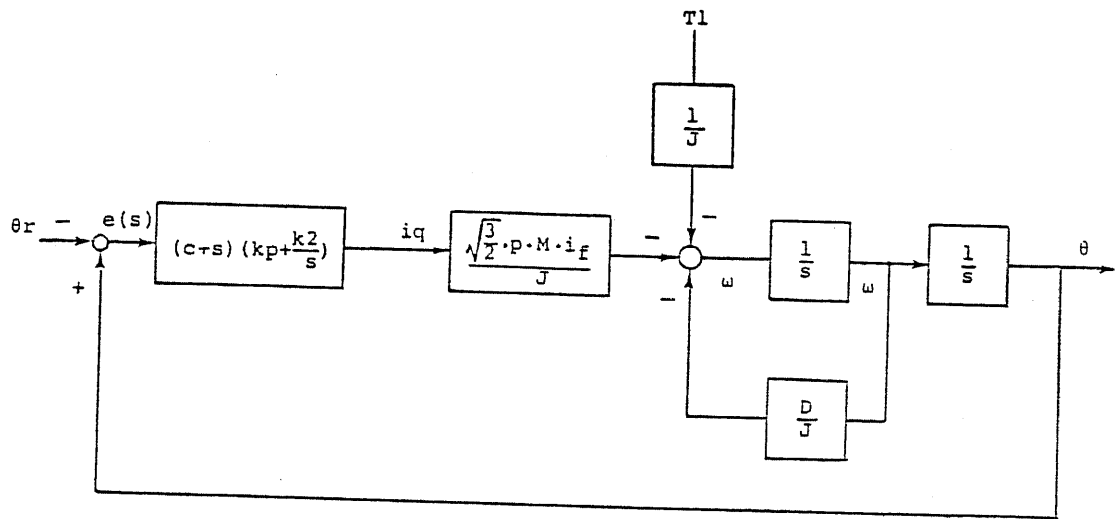 Tl
1
J
θr
−
+
e(s)
(c+s)(kp+k2/s)
iq
√3/2·p·M·if
J
−
−
−
ω
1
s
ω
1
s
θ
D
J